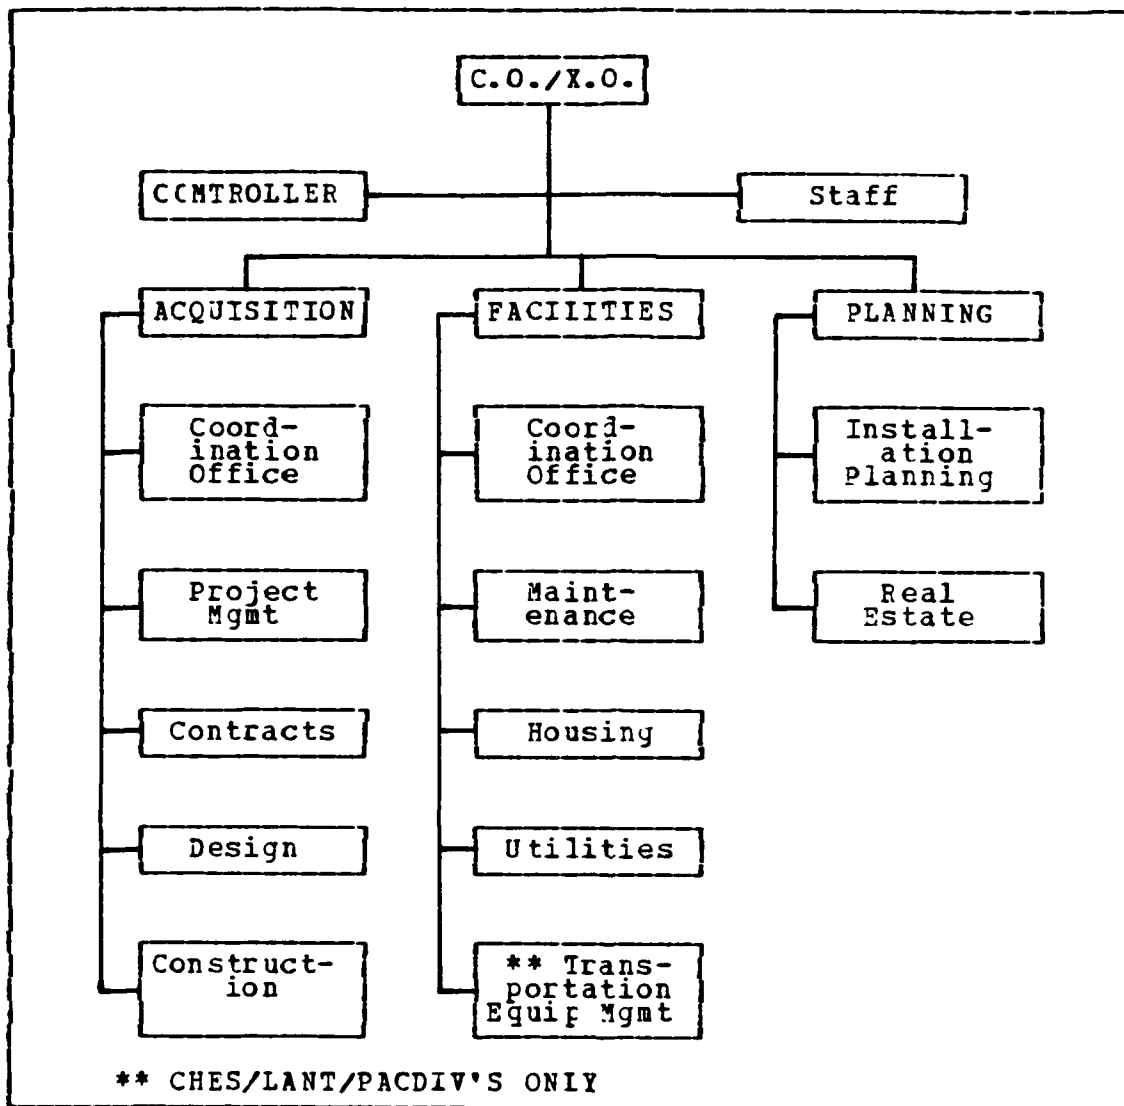 C.O./X.O.
CCMTROLLER
Staff
ACQUISITION
FACILITIES
PLANNING
Coord-
ination
Office
Coord-
ination
Office
Install-
ation
Planning
Project
Mgmt
Maint-
enance
Real
Estate
Contracts
Housing
Design
Utilities
Construct-
ion
** Trans-
portation
Equip Mgmt
** CHES/LANT/PACDIV'S ONLY